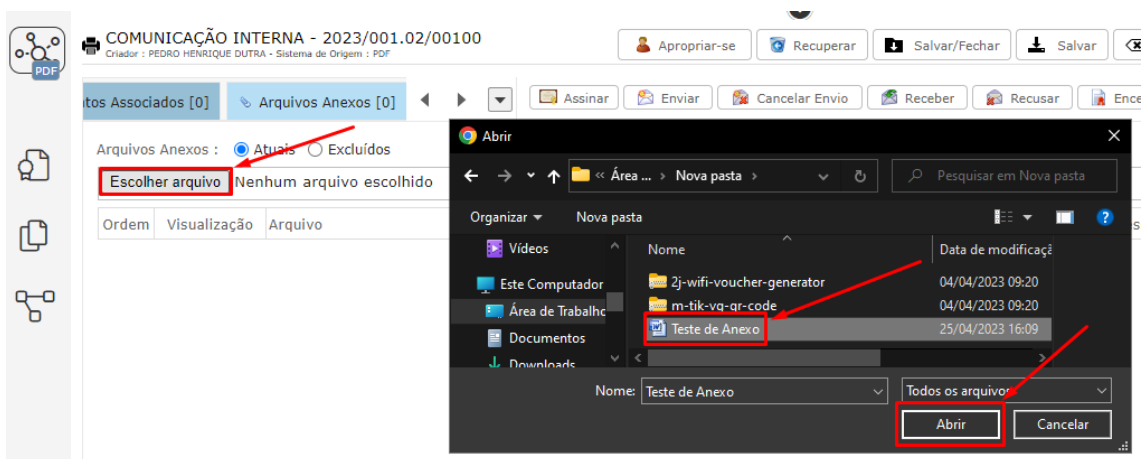 COMUNICAÇÃO INTERNA - 2023/001.02/00100
Criador : PEDRO HENRIQUE DUTRA - Sistema de Origem : PDF
PDF
Apropriar-se Recuperar Salvar/Fechar Salvar
tos Associados [0] Arquivos Anexos [0]
Assinar Enviar Cancelar Envio Receber Recusar Ence
Arquivos Anexos : Atuais Excluídos
Escolher arquivo Nenhum arquivo escolhido
Ordem Visualização Arquivo
Abrir
« Área ... › Nova pasta ›
Pesquisar em Nova pasta
Organizar Nova pasta
Vídeos
Este Computador
Área de Trabalho
Documentos
Downloads
Nome Data de modificaçã
2j-wifi-voucher-generator 04/04/2023 09:20
m-tik-vg-qr-code 04/04/2023 09:20
Teste de Anexo 25/04/2023 16:09
Nome: Teste de Anexo Todos os arquivos
Abrir Cancelar